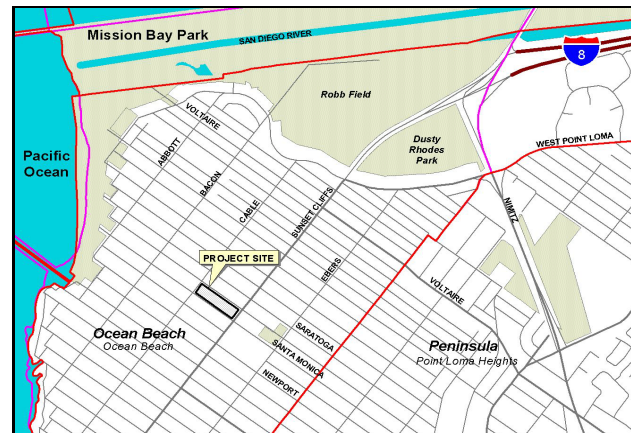 Mission Bay Park
SAN DIEGO RIVER
8
Robb Field
VOLTAIRE
ABBOTT
Dusty
Rhodes
Park
WEST POINT LOMA
Pacific
Ocean
BACON
CABLE
SUNSET CLIFFS
NIMITZ
PROJECT SITE
EBERS
VOLTAIRE
Ocean Beach
Ocean Beach
SARATOGA
SANTA MONICA
NEWPORT
Peninsula
Point Loma Heights